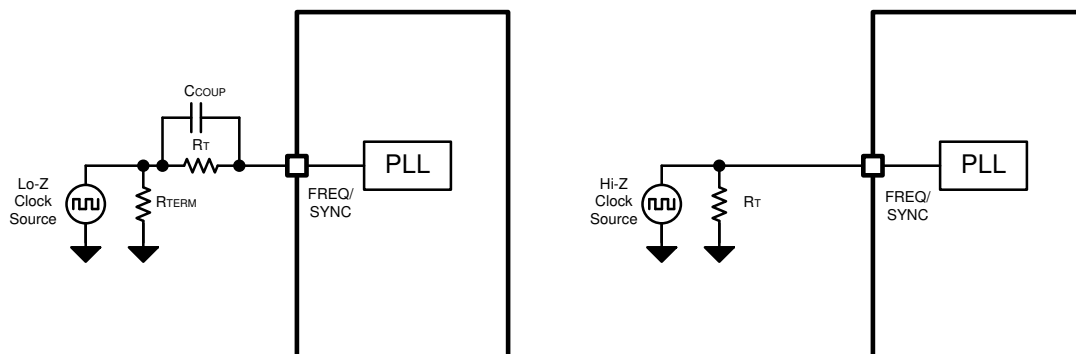 CCOUP
RT
PLL
Lo-Z
Clock
Source
RTERM
FREQ/
SYNC
Hi-Z
Clock
Source
RT
PLL
FREQ/
SYNC